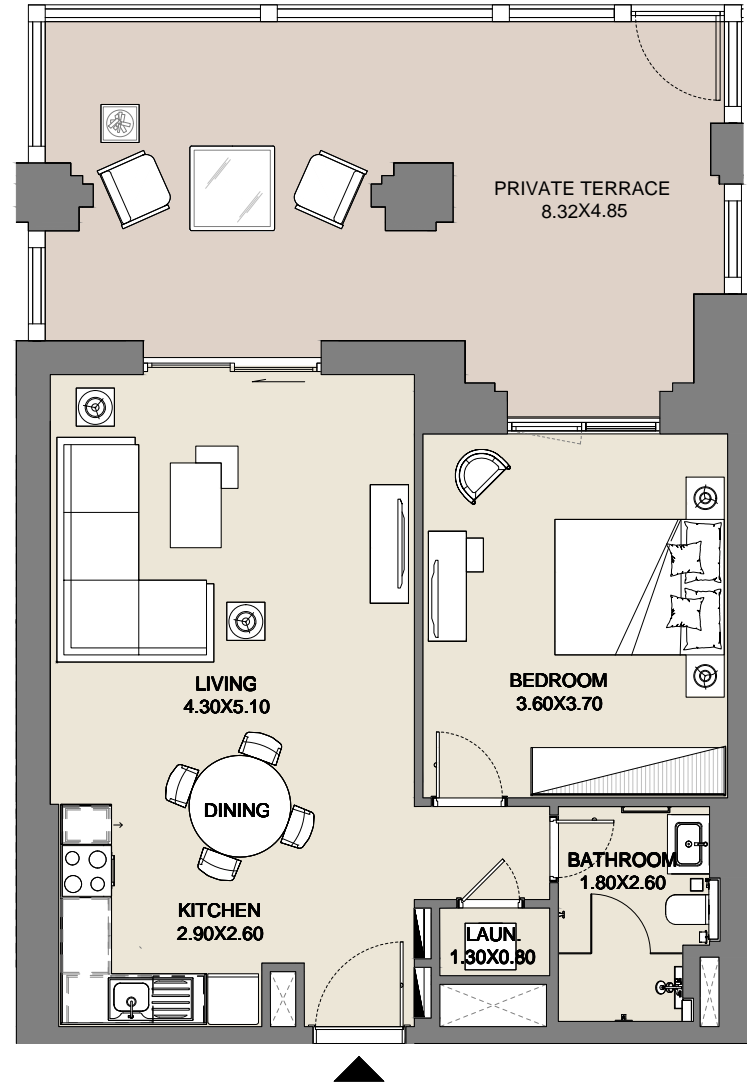 PRIVATE TERRACE
8.32X4.85
LIVING
4.30X5.10
BEDROOM
3.60X3.70
DINING
BATHROOM
1.80X2.60
KITCHEN
2.90X2.60
LAUN.
1.30X0.80